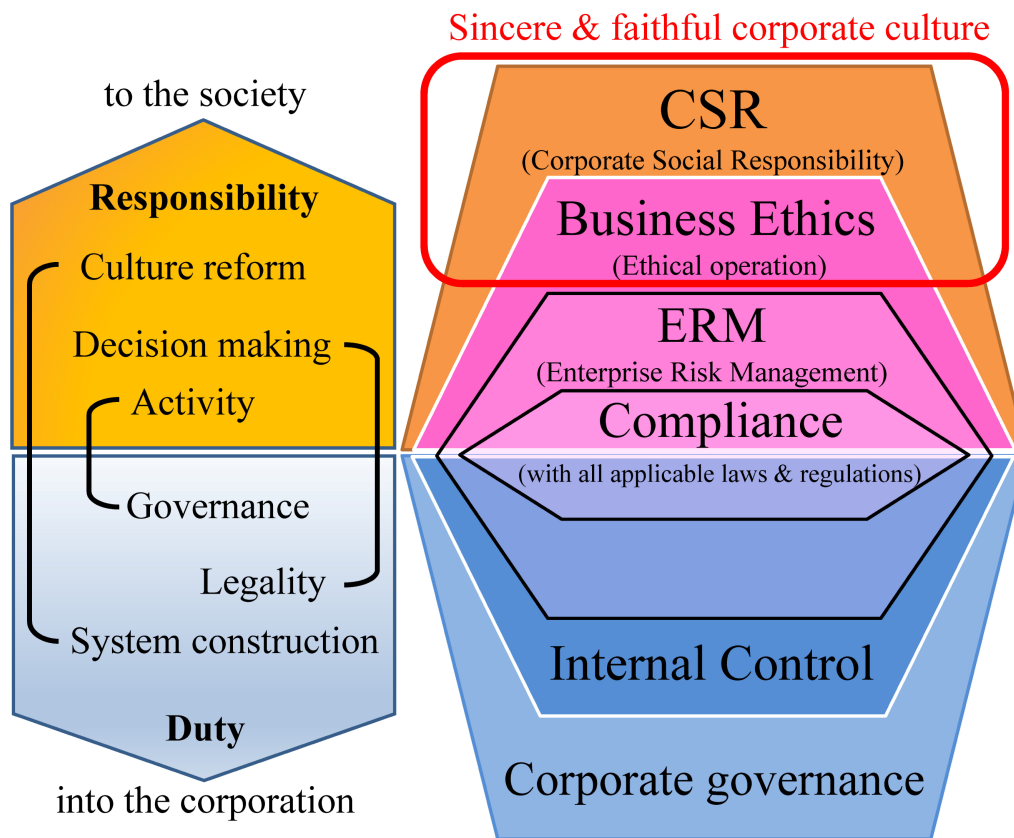 Sincere & faithful corporate culture
to the society
Responsibility
Culture reform
Decision making
Activity
Governance
Legality
System construction
Duty
into the corporation
CSR
(Corporate Social Responsibility)
Business Ethics
(Ethical operation)
ERM
(Enterprise Risk Management)
Compliance
(with all applicable laws & regulations)
Internal Control
Corporate governance